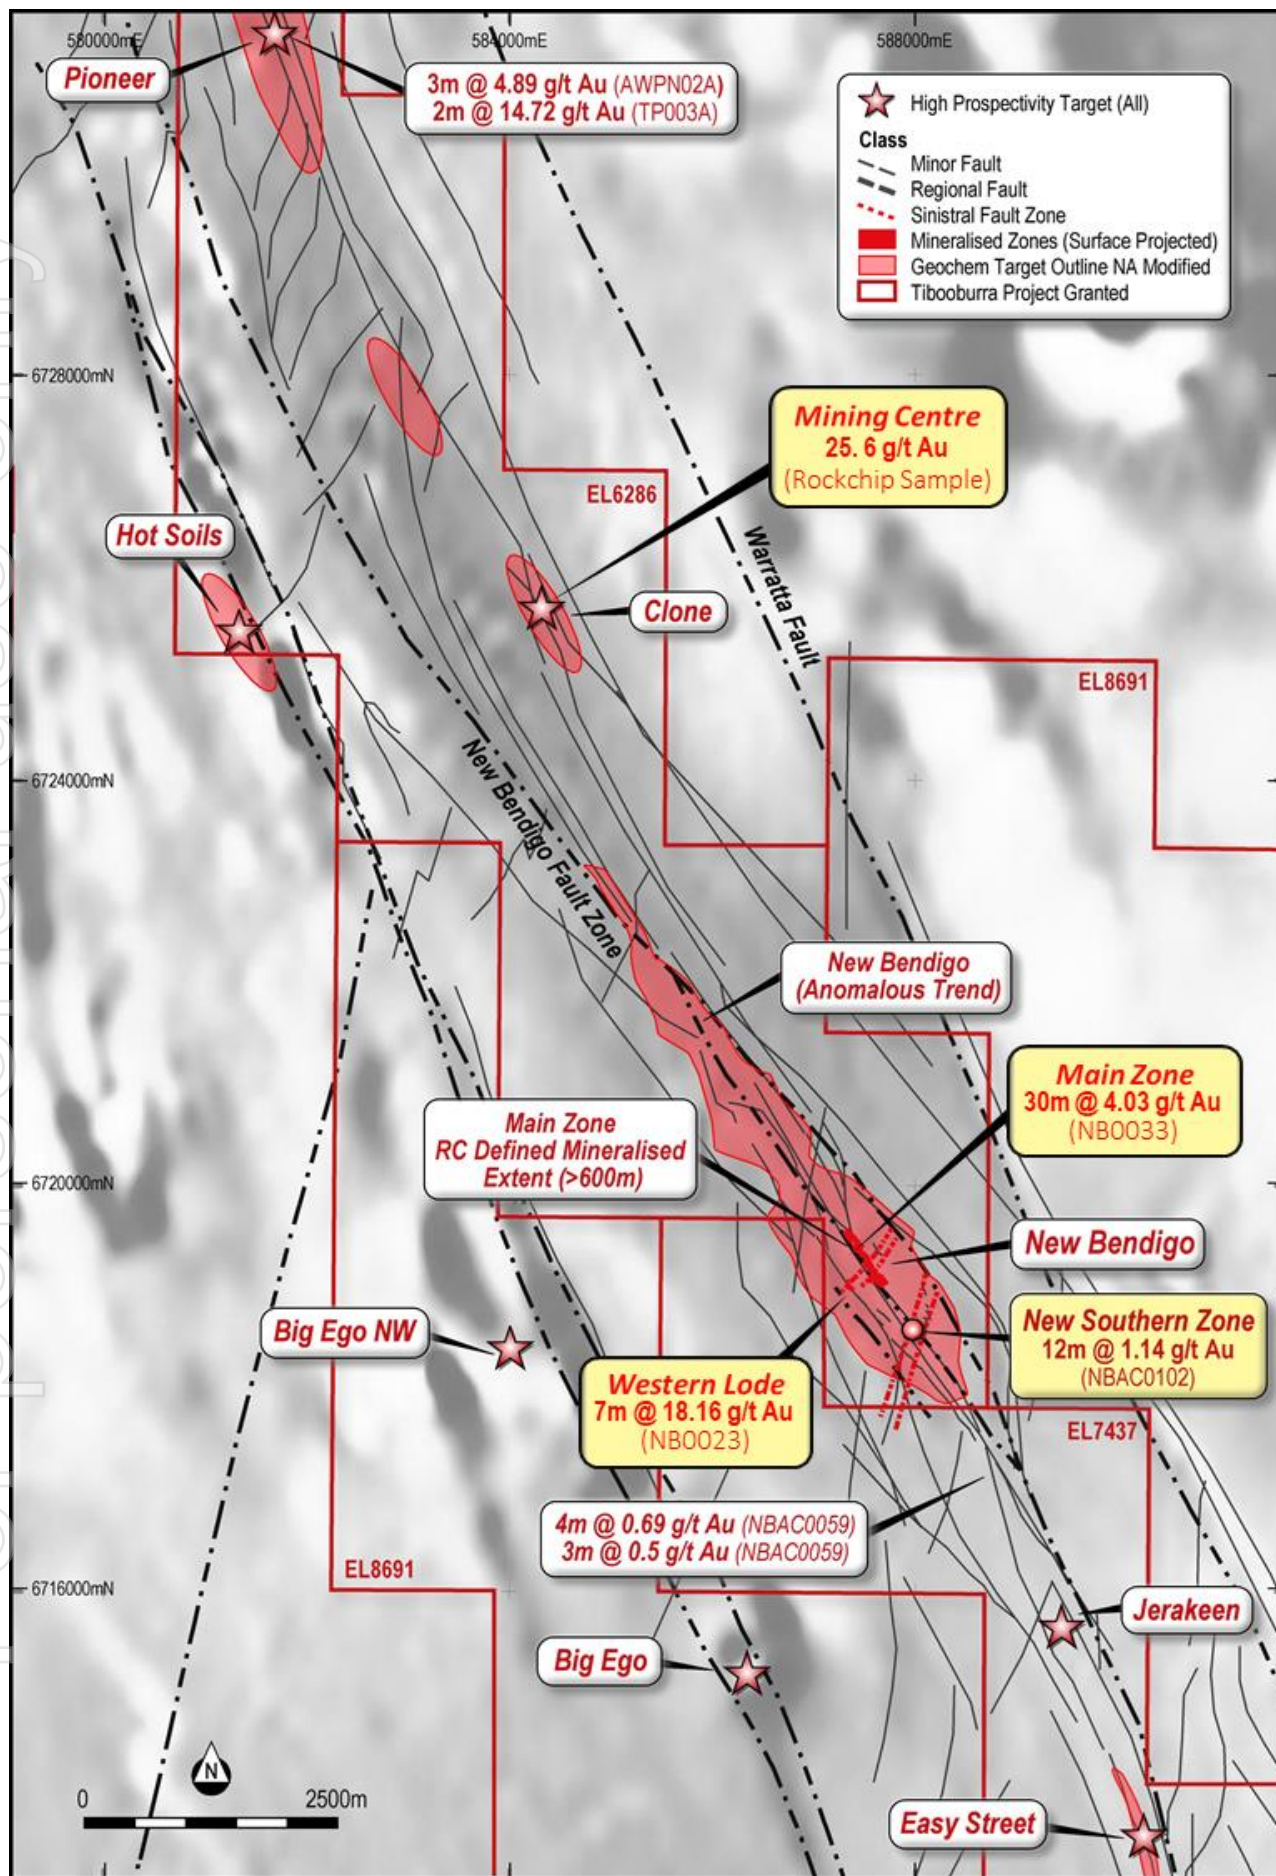 580000mE
584000mE
588000mE
Pioneer
3m @ 4.89 g/t Au (AWPN02A)
2m @ 14.72 g/t Au (TP003A)
High Prospectivity Target (All)
Class
Minor Fault
Regional Fault
Sinistral Fault Zone
Mineralised Zones (Surface Projected)
Geochem Target Outline NA Modified
Tibooburra Project Granted
6728000mN
Mining Centre
25. 6 g/t Au
(Rockchip Sample)
EL6286
Hot Soils
Warratta Fault
Clone
EL8691
6724000mN
New Bendigo Fault Zone
New Bendigo
(Anomalous Trend)
Main Zone
30m @ 4.03 g/t Au
(NB0033)
Main Zone
RC Defined Mineralised
Extent (>600m)
6720000mN
New Bendigo
Big Ego NW
New Southern Zone
12m @ 1.14 g/t Au
(NBAC0102)
Western Lode
7m @ 18.16 g/t Au
(NB0023)
EL7437
4m @ 0.69 g/t Au (NBAC0059)
3m @ 0.5 g/t Au (NBAC0059)
EL8691
6716000mN
Jerakeen
Big Ego
N
0
2500m
Easy Street